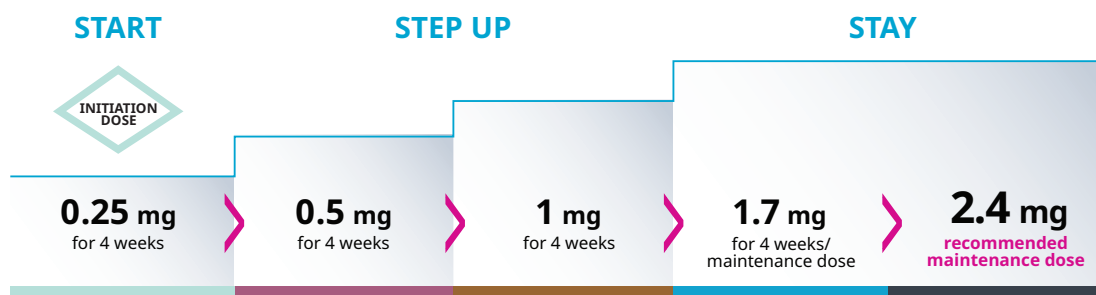 START
STEP UP
STAY
INITIATION
DOSE
0.25 mg
for 4 weeks
0.5 mg
for 4 weeks
1 mg
for 4 weeks
1.7 mg
for 4 weeks/
maintenance dose
2.4 mg
recommended
maintenance dose